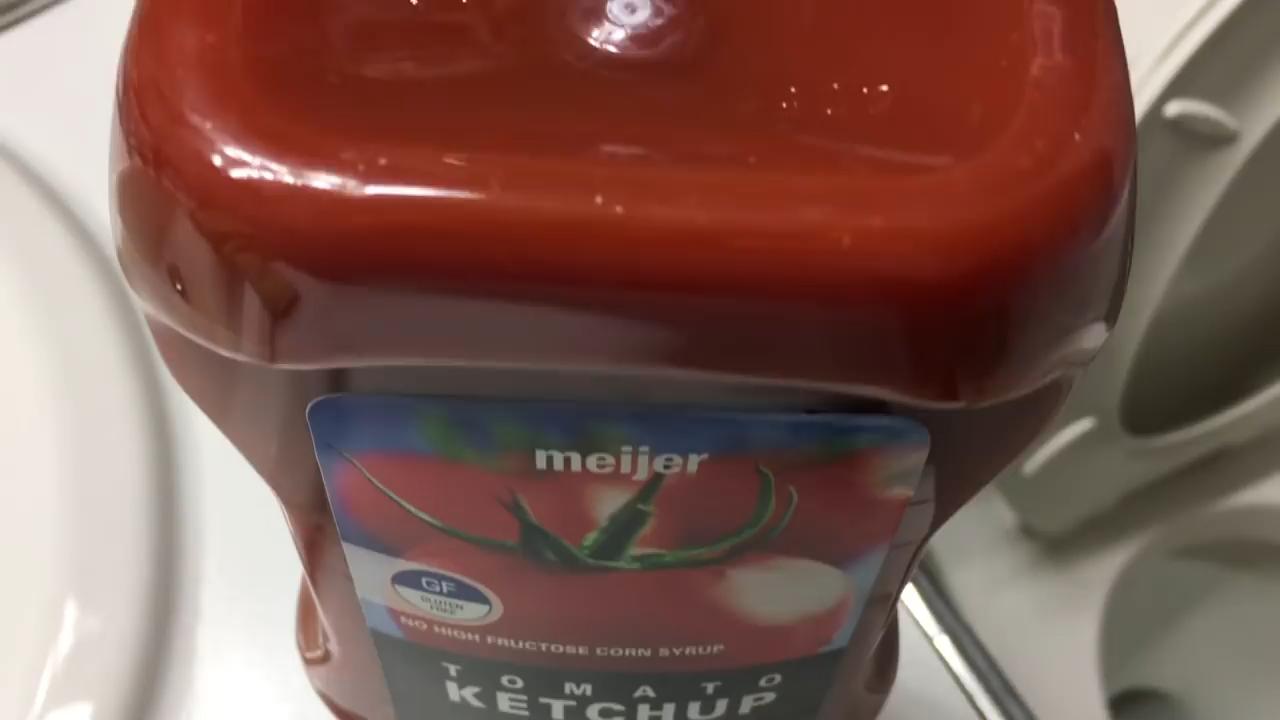 meijer
GF
GLUTEN
FREE
NO HIGH FRUCTOSE CORN SYRUP
TOMATO
KETCHUP